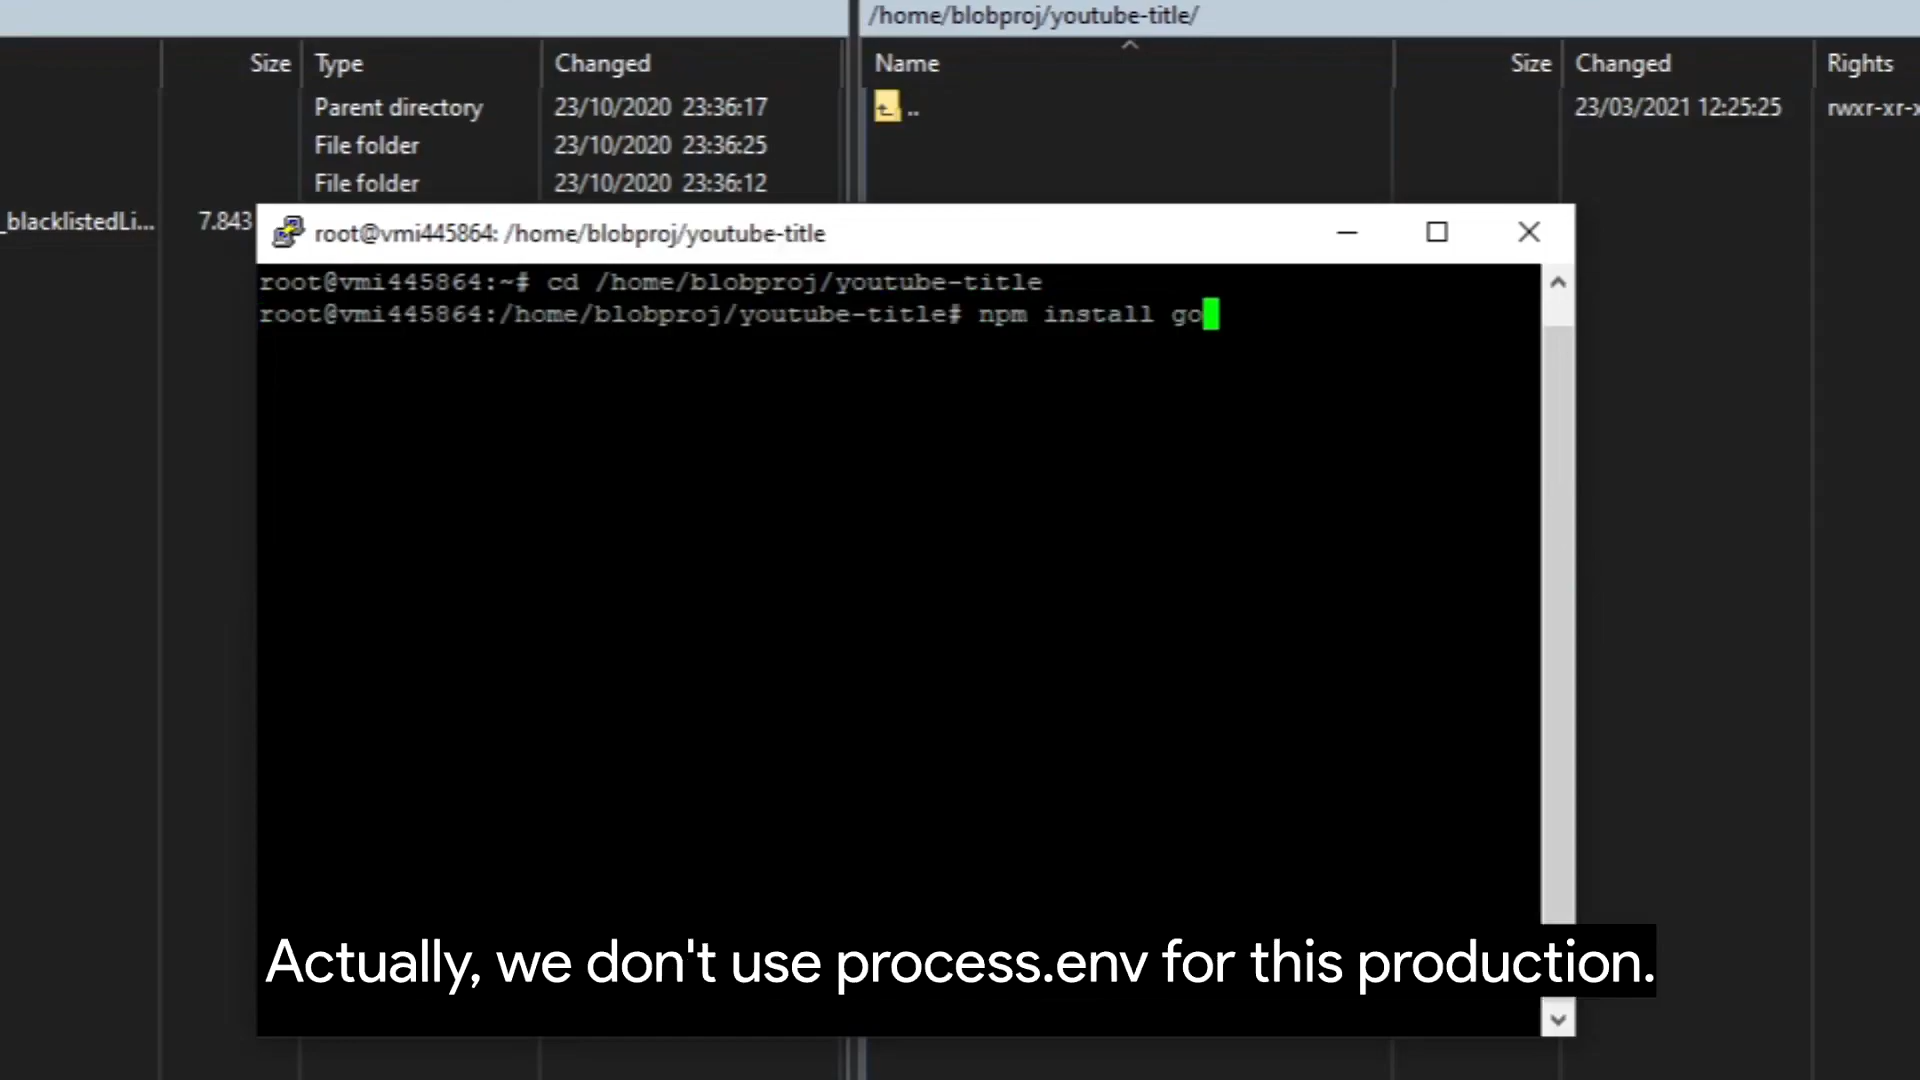 /home/blobproj/youtube-title/
Size Type Changed Name Size Changed Rights
Parent directory 23/10/2020 23:36:17 .. 23/03/2021 12:25:25 rwxr-xr-x
File folder 23/10/2020 23:36:25
File folder 23/10/2020 23:36:12
_blacklistedLi... 7.843
root@vmi445864: /home/blobproj/youtube-title
root@vmi445864:~# cd /home/blobproj/youtube-title
root@vmi445864:/home/blobproj/youtube-title# npm install go
Actually, we don't use process.env for this production.